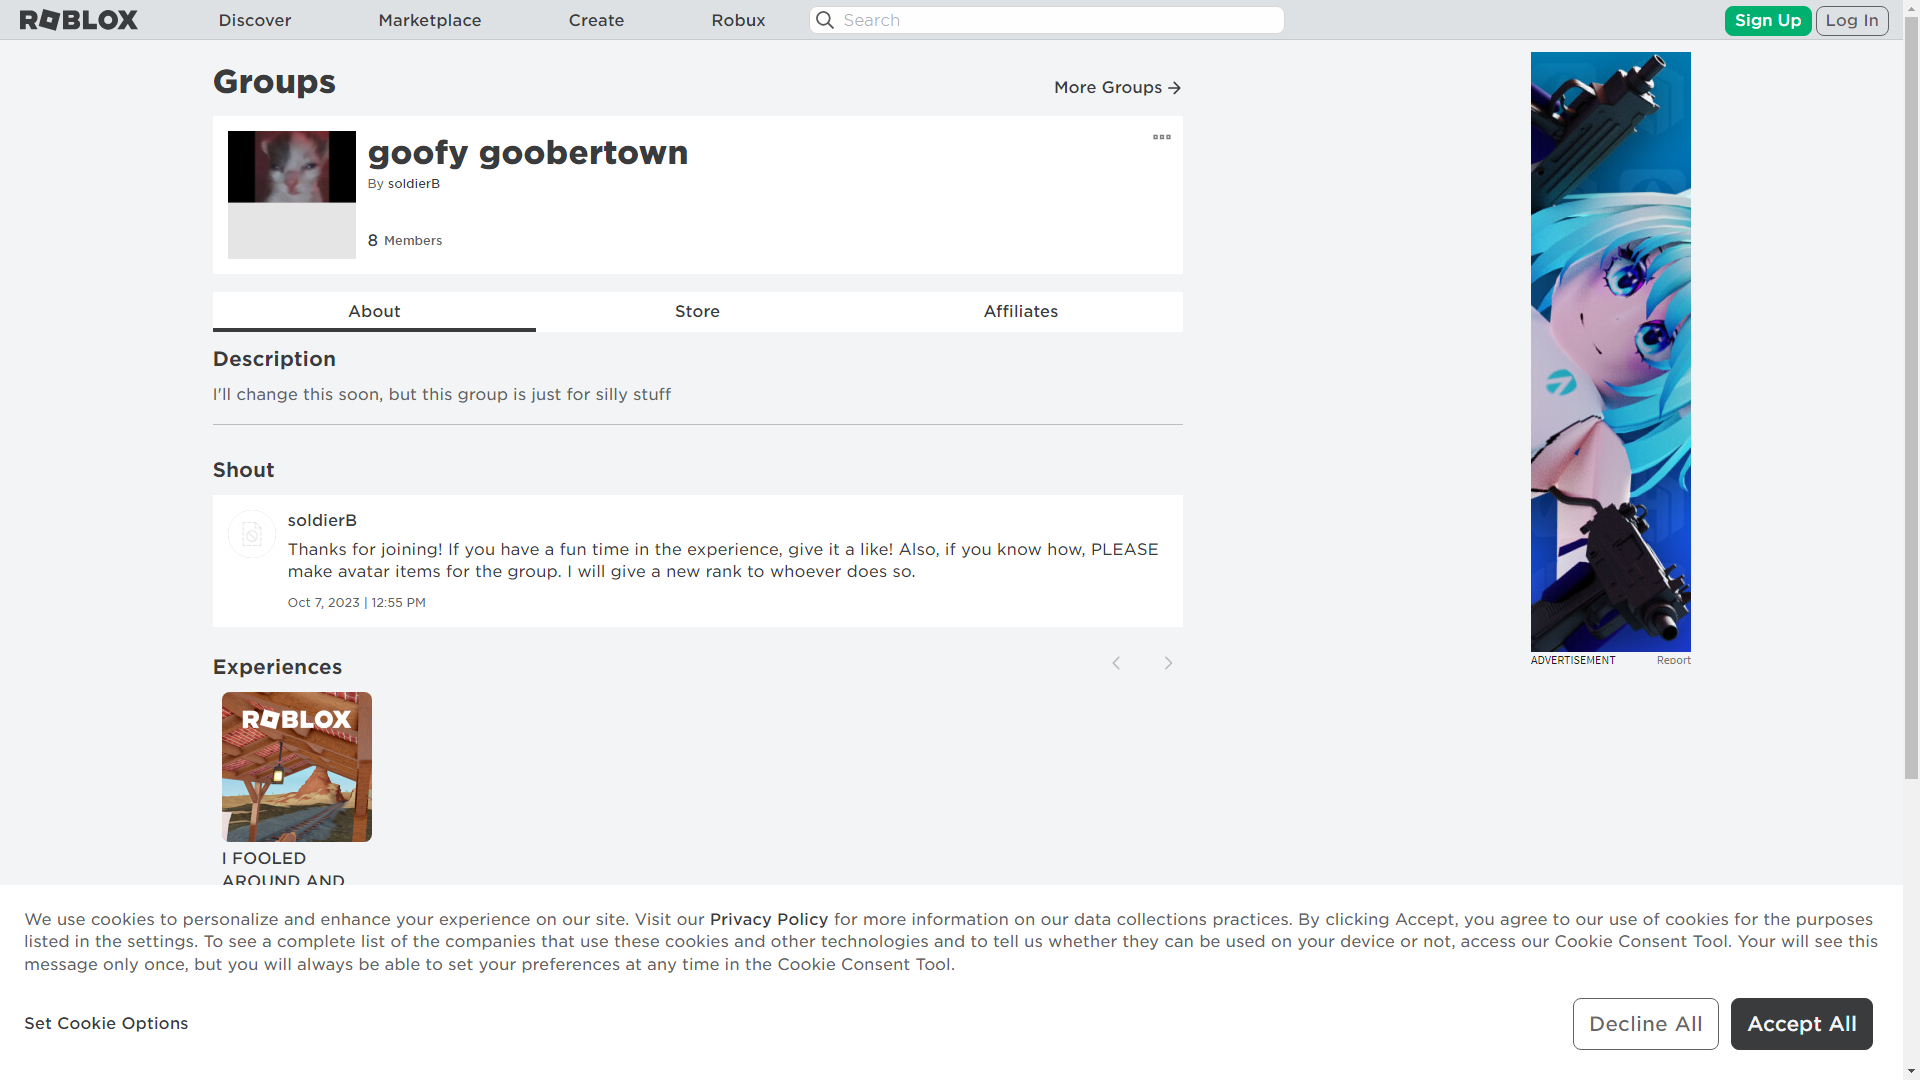 ROBLOX
Discover
Marketplace
Create
Robux
Search
Sign Up
Log In
Groups
More Groups →
goofy goobertown
By soldierB
8 Members
About
Store
Affiliates
Description
I'll change this soon, but this group is just for silly stuff
Shout
soldierB
Thanks for joining! If you have a fun time in the experience, give it a like! Also, if you know how, PLEASE
make avatar items for the group. I will give a new rank to whoever does so.
Oct 7, 2023 | 12:55 PM
ADVERTISEMENT
Report
Experiences
ROBLOX
I FOOLED
AROUND AND
We use cookies to personalize and enhance your experience on our site. Visit our Privacy Policy for more information on our data collections practices. By clicking Accept, you agree to our use of cookies for the purposes
listed in the settings. To see a complete list of the companies that use these cookies and other technologies and to tell us whether they can be used on your device or not, access our Cookie Consent Tool. Your will see this
message only once, but you will always be able to set your preferences at any time in the Cookie Consent Tool.
Set Cookie Options
Decline All
Accept All